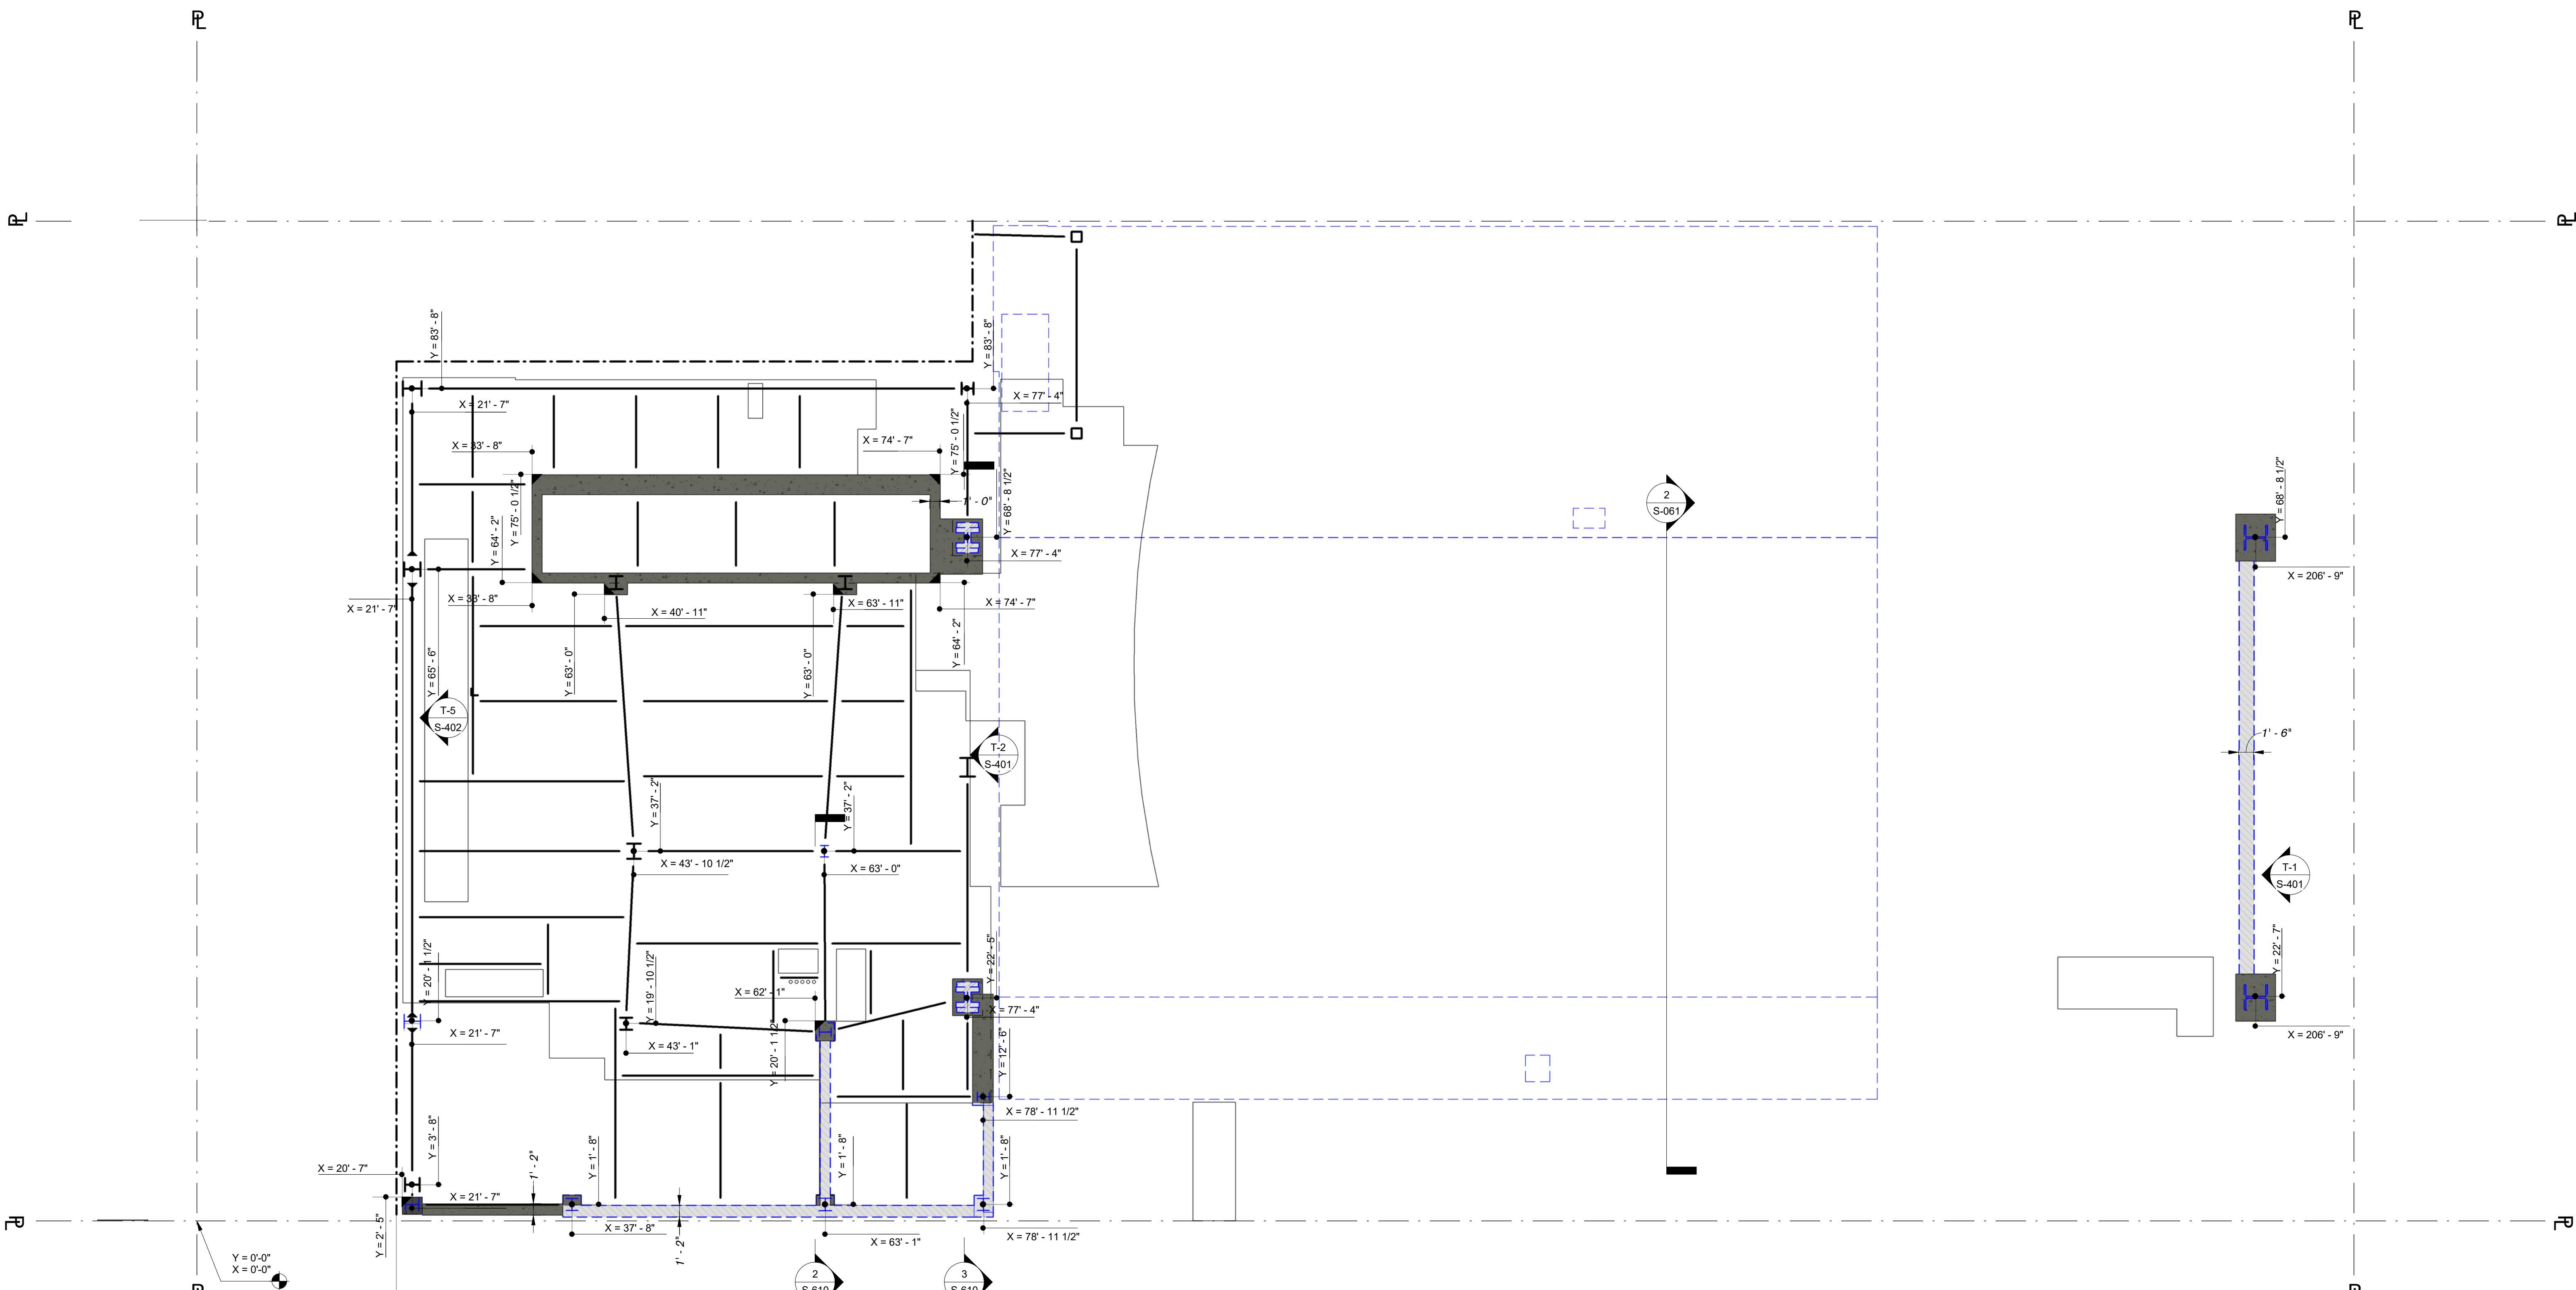 PL
PL
PL
PL
Y = 83' - 8"
Y = 83' - 8"
X = 21' - 7"
X = 77' - 4"
X = 33' - 8"
X = 74' - 7"
Y = 75' - 0 1/2"
Y = 75' - 0 1/2"
1' - 0"
Y = 68' - 8 1/2"
2
S-061
Y = 68' - 8 1/2"
Y = 64' - 2"
X = 77' - 4"
X = 206' - 9"
X = 21' - 7"
X = 33' - 8"
X = 40' - 11"
X = 63' - 11"
X = 74' - 7"
Y = 64' - 2"
Y = 65' - 6"
Y = 63' - 0"
Y = 63' - 0"
T-5
S-402
T-2
S-401
1' - 6"
Y = 37' - 2"
Y = 37' - 2"
X = 43' - 10 1/2"
X = 63' - 0"
T-1
S-401
Y = 20' - 1 1/2"
Y = 19' - 10 1/2"
Y = 22' - 5"
Y = 22' - 7"
X = 62' - 1"
X = 77' - 4"
X = 21' - 7"
X = 43' - 1"
Y = 20' - 1 1/2"
Y = 12' - 6"
X = 206' - 9"
X = 78' - 11 1/2"
Y = 3' - 8"
X = 20' - 7"
1' - 2"
Y = 1' - 8"
Y = 1' - 8"
Y = 1' - 8"
X = 21' - 7"
PL
PL
Y = 2' - 5"
X = 37' - 8"
1' - 2"
X = 63' - 1"
X = 78' - 11 1/2"
Y = 0'-0"
X = 0'-0"
2
S-610
3
S-610